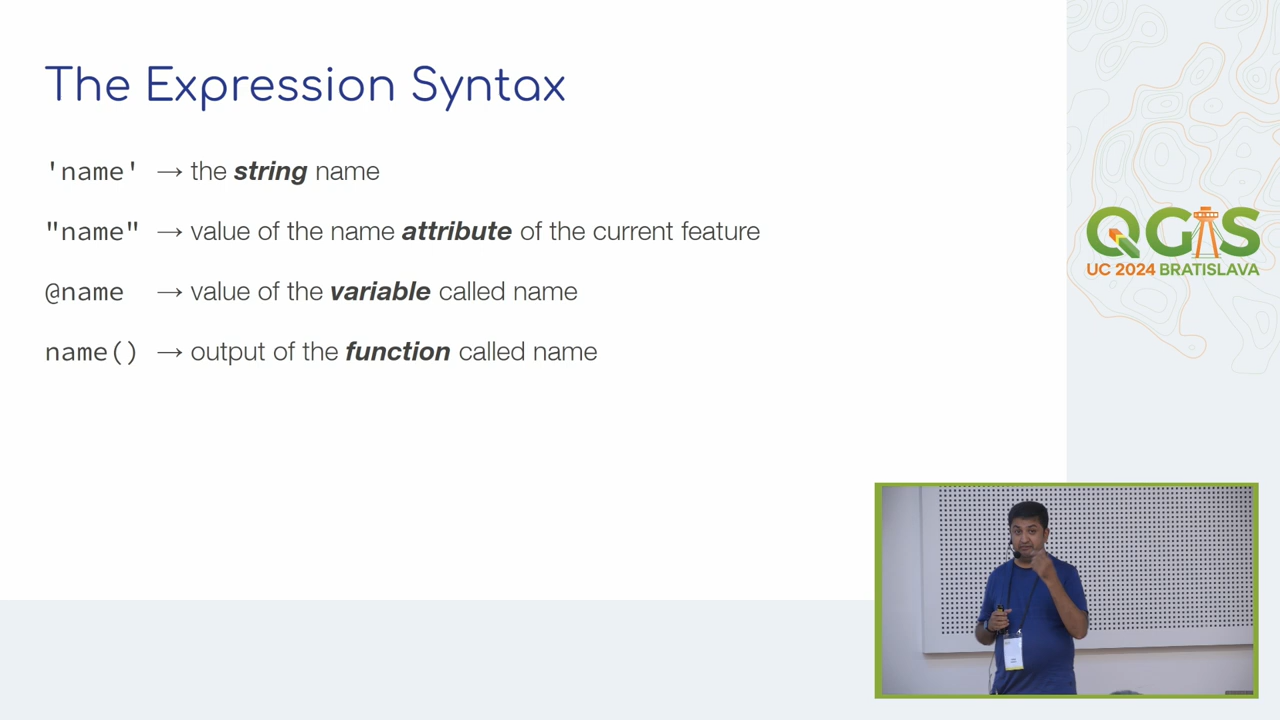 The Expression Syntax
'name' → the string name
"name" → value of the name attribute of the current feature
@name → value of the variable called name
name() → output of the function called name
QGIS
UC 2024 BRATISLAVA